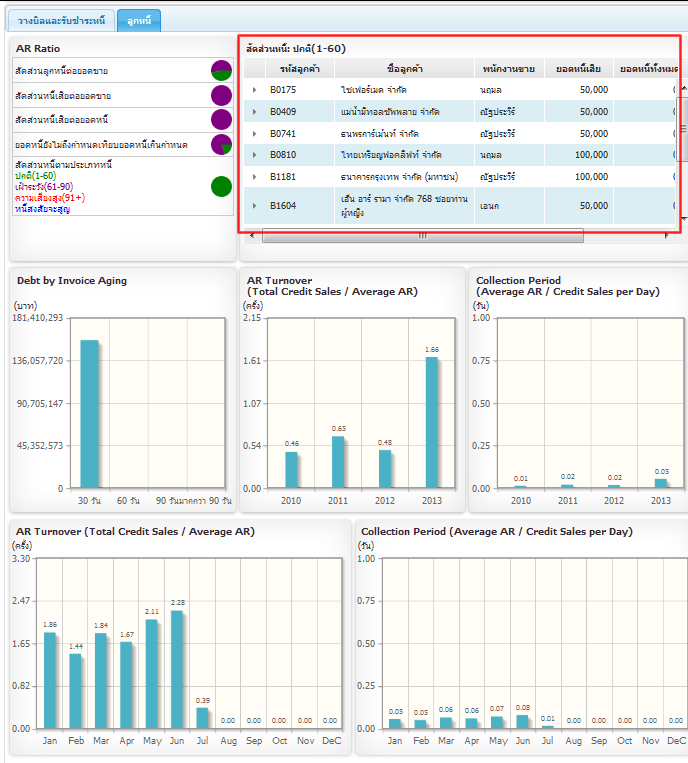 วางบิลและรับชำระหนี้
ลูกหนี้
AR Ratio
สัดส่วนลูกหนี้ต่อยอดขาย
สัดส่วนหนี้เสียต่อยอดขาย
สัดส่วนหนี้เสียต่อยอดหนี้
ยอดหนี้ยังไม่ถึงกำหนดเทียบยอดหนี้เกินกำหนด
สัดส่วนหนี้ตามประเภทหนี้
ปกติ(1-60)
เฝ้าระวัง(61-90)
ความเสี่ยงสูง(91+)
หนี้สงสัยจะสูญ
สัดส่วนหนี้: ปกติ(1-60)
รหัสลูกค้า ชื่อลูกค้า พนักงานขาย ยอดหนี้เสีย ยอดหนี้ทั้งหมด
B0175 ไชเฟอร์เมด จำกัด นฤมล 50,000
B0409 แม่น้ำมิทอลซัพพลาย จำกัด ณัฐประวีร์ 50,000
B0741 ธนพรการ์เม้นท์ จำกัด ณัฐประวีร์ 50,000
B0810 ไทยเหรียญฟอคลิฟท์ จำกัด นฤมล 100,000
B1181 ธนาคารกรุงเทพ จำกัด (มหาชน) ณัฐประวีร์ 100,000
B1604 เอ็น อาร์ รามา จำกัด 768 ซอยท่านผู้หญิง เอนก 50,000
Debt by Invoice Aging
(บาท)
181,410,293
136,057,720
90,705,147
45,352,573
0
30 วัน 60 วัน 90 วันมากกว่า 90 วัน
AR Turnover
(Total Credit Sales / Average AR)
(ครั้ง)
2.15
1.61
1.07
0.54
0.00
0.46 0.65 0.48 1.66
2010 2011 2012 2013
Collection Period
(Average AR / Credit Sales per Day)
(วัน)
1.00
0.75
0.50
0.25
0.00
0.01 0.02 0.02 0.05
2010 2011 2012 2013
AR Turnover (Total Credit Sales / Average AR)
(ครั้ง)
3.30
2.47
1.65
0.82
0.00
1.86 1.44 1.84 1.67 2.11 2.28 0.39 0.00 0.00 0.00 0.00 0.00
Jan Feb Mar Apr May Jun Jul Aug Sep Oct Nov DeC
Collection Period (Average AR / Credit Sales per Day)
(วัน)
1.00
0.75
0.50
0.25
0.00
0.05 0.05 0.06 0.06 0.07 0.08 0.01 0.00 0.00 0.00 0.00 0.00
Jan Feb Mar Apr May Jun Jul Aug Sep Oct Nov DeC